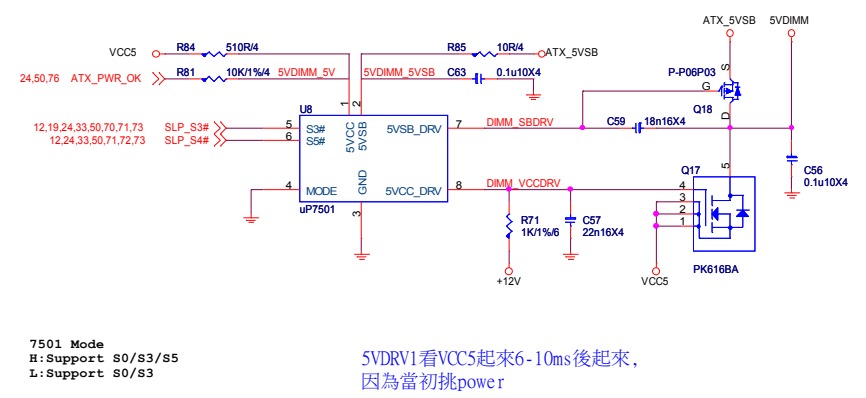 ATX_5VSB 5VDIMM
VCC5 R84 510R/4 R85 10R/4 ATX_5VSB
24,50,76 ATX_PWR_OK R81 10K/1%/4 5VDIMM_5V 5VDIMM_5VSB C63 0.1u10X4
P-P06P03
S
G
Q18
D
1 2
U8
12,19,24,33,50,70,71,73 SLP_S3# 5 S3# 5VCC 5VSB 5VSB_DRV 7 DIMM_SBDRV C59 18n16X4
12,24,33,50,71,72,73 SLP_S4# 6 S5#
5
C56
0.1u10X4
Q17
4 MODE GND 5VCC_DRV 8 DIMM_VCCDRV 4
3
2
1
uP7501 3
R71
1K/1%/6
C57
22n16X4
PK616BA
+12V VCC5
7501 Mode
H:Support S0/S3/S5
L:Support S0/S3
5VDRV1看VCC5起來6-10ms後起來,
因為當初挑power